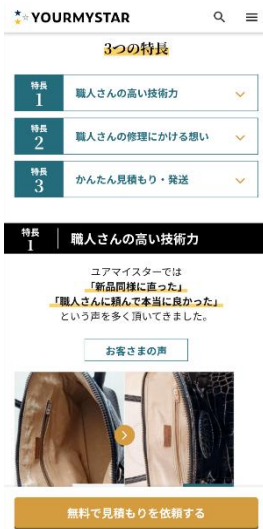 YOURMYSTAR
3つの特長
特長
1
職人さんの高い技術力
特長
2
職人さんの修理にかける想い
特長
3
かんたん見積もり・発送
特長
1
職人さんの高い技術力
ユアマイスターでは
「新品同様に直った」
「職人さんに頼んで本当に良かった」
という声を多く頂いてきました。
お客さまの声
無料で見積もりを依頼する